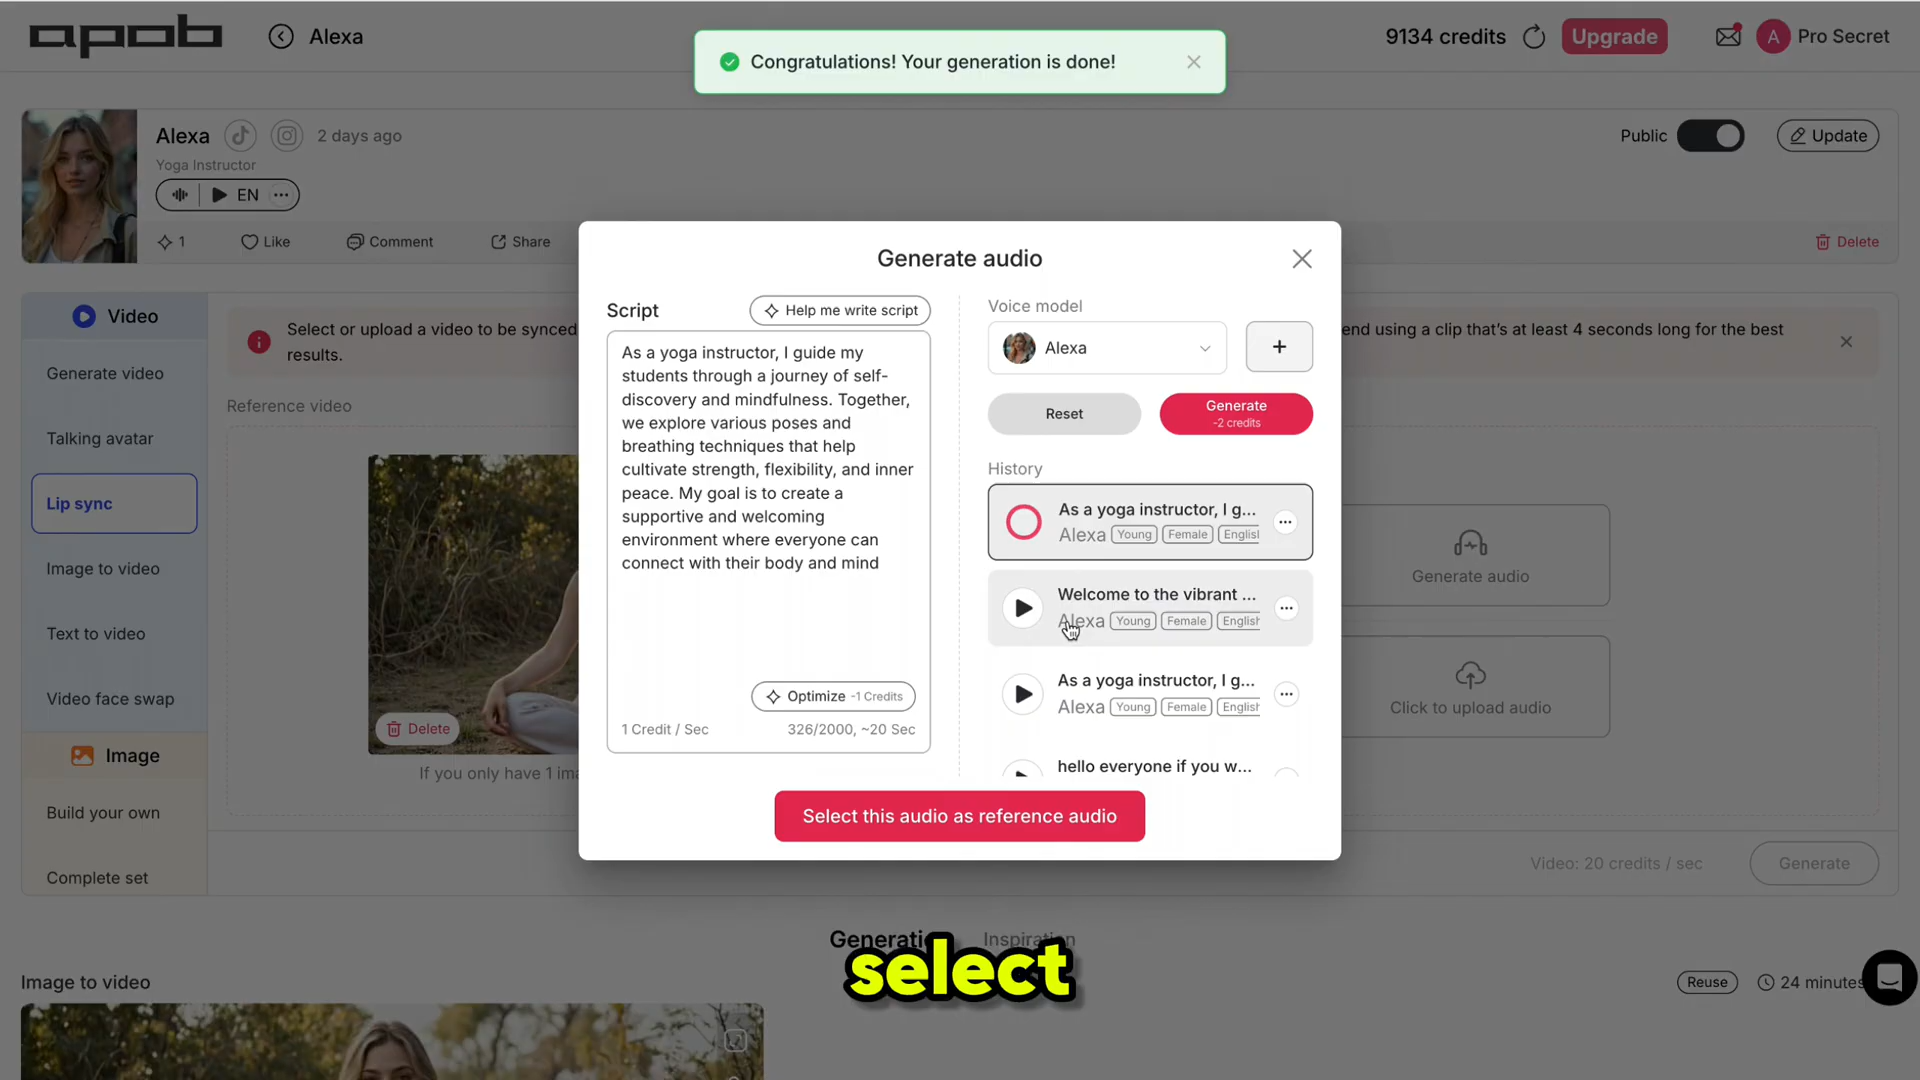 apob
Alexa
Congratulations! Your generation is done!
9134 credits
Upgrade
A
Pro Secret
Alexa
2 days ago
Yoga Instructor
EN
Public
Update
1
Like
Comment
Share
Delete
Video
Generate video
Talking avatar
Lip sync
Image to video
Text to video
Video face swap
Image
Build your own
Complete set
Select or upload a video to be synced
end using a clip that's at least 4 seconds long for the best
results.
Reference video
Delete
If you only have 1 ima
Generate audio
Script
Help me write script
As a yoga instructor, I guide my
students through a journey of self-
discovery and mindfulness. Together,
we explore various poses and
breathing techniques that help
cultivate strength, flexibility, and inner
peace. My goal is to create a
supportive and welcoming
environment where everyone can
connect with their body and mind
Optimize -1 Credits
1 Credit / Sec
326/2000, ~20 Sec
Voice model
Alexa
+
Reset
Generate
-2 credits
History
As a yoga instructor, I g...
Alexa Young Female English
Welcome to the vibrant ...
Alexa Young Female English
As a yoga instructor, I g...
Alexa Young Female English
hello everyone if you w...
Select this audio as reference audio
Generate audio
Click to upload audio
Video: 20 credits / sec
Generate
Generati
Inspiration
select
Image to video
Reuse
24 minutes